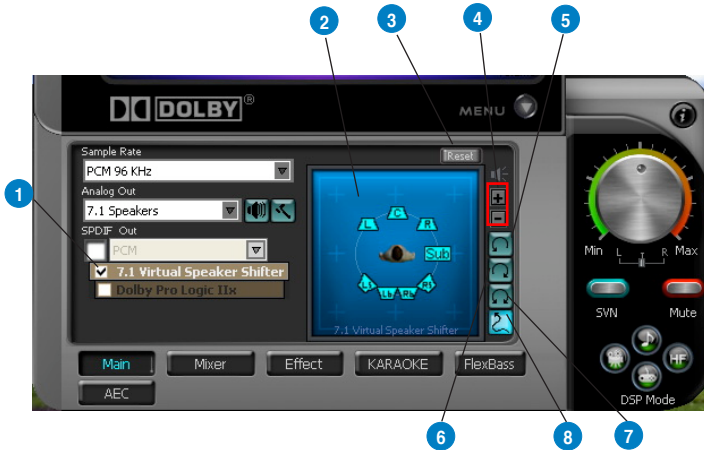 2
3
4
5
DOLBY®
MENU
i
Reset
Sample Rate
PCM 96 KHz
Analog Out
7.1 Speakers
SPDIF Out
PCM
1
7.1 Virtual Speaker Shifter
Dolby Pro Logic IIx
L
C
R
Sub
Ls
Lb
Rb
Rs
7.1 Virtual Speaker Shifter
+
-
Min
L
R
Max
SVN
Mute
HF
DSP Mode
Main
Mixer
Effect
KARAOKE
FlexBass
AEC
6
8
7